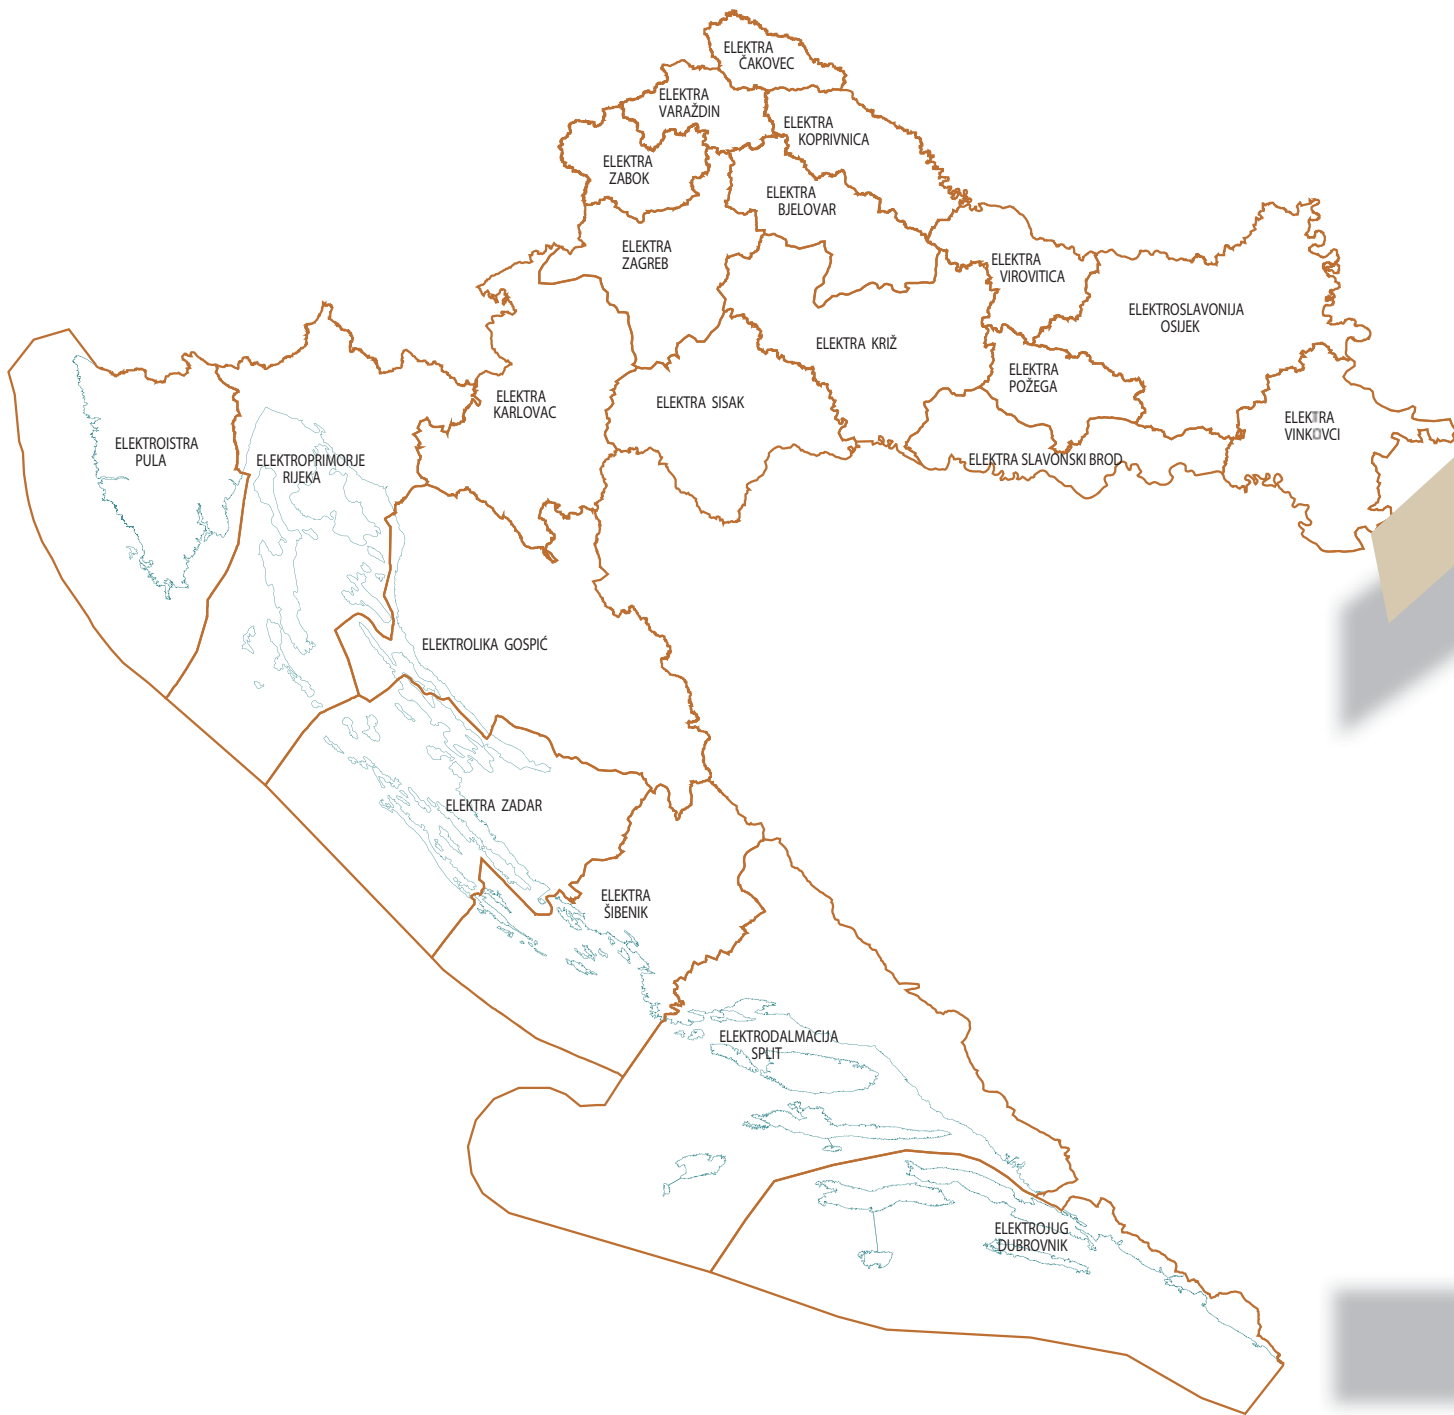 ELEKTRA
ČAKOVEC
ELEKTRA
VARAŽDIN
ELEKTRA
KOPRIVNICA
ELEKTRA
ZABOK
ELEKTRA
BJELOVAR
ELEKTRA
ZAGREB
ELEKTRA
VIROVITICA
ELEKTROSLAVONIJA
OSIJEK
ELEKTRA KRIŽ
ELEKTRA
POŽEGA
ELEKTRA
KARLOVAC
ELEKTRA SISAK
ELEKTRA
VINKOVCI
ELEKTROISTRA
PULA
ELEKTROPRIMORJE
RIJEKA
ELEKTRA SLAVONSKI BROD
ELEKTROLIKA GOSPIĆ
ELEKTRA ZADAR
ELEKTRA
ŠIBENIK
ELEKTRODALMACIJA
SPLIT
ELEKTROJUG
DUBROVNIK